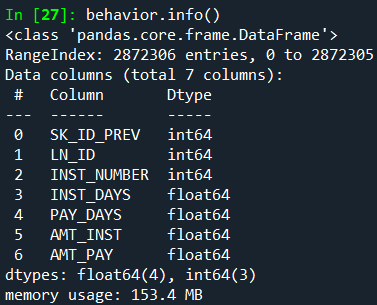 In [27]: behavior.info()
<class 'pandas.core.frame.DataFrame'>
RangeIndex: 2872306 entries, 0 to 2872305
Data columns (total 7 columns):
 #   Column       Dtype
---  ------       -----
 0   SK_ID_PREV   int64
 1   LN_ID        int64
 2   INST_NUMBER  int64
 3   INST_DAYS    float64
 4   PAY_DAYS     float64
 5   AMT_INST     float64
 6   AMT_PAY      float64
dtypes: float64(4), int64(3)
memory usage: 153.4 MB